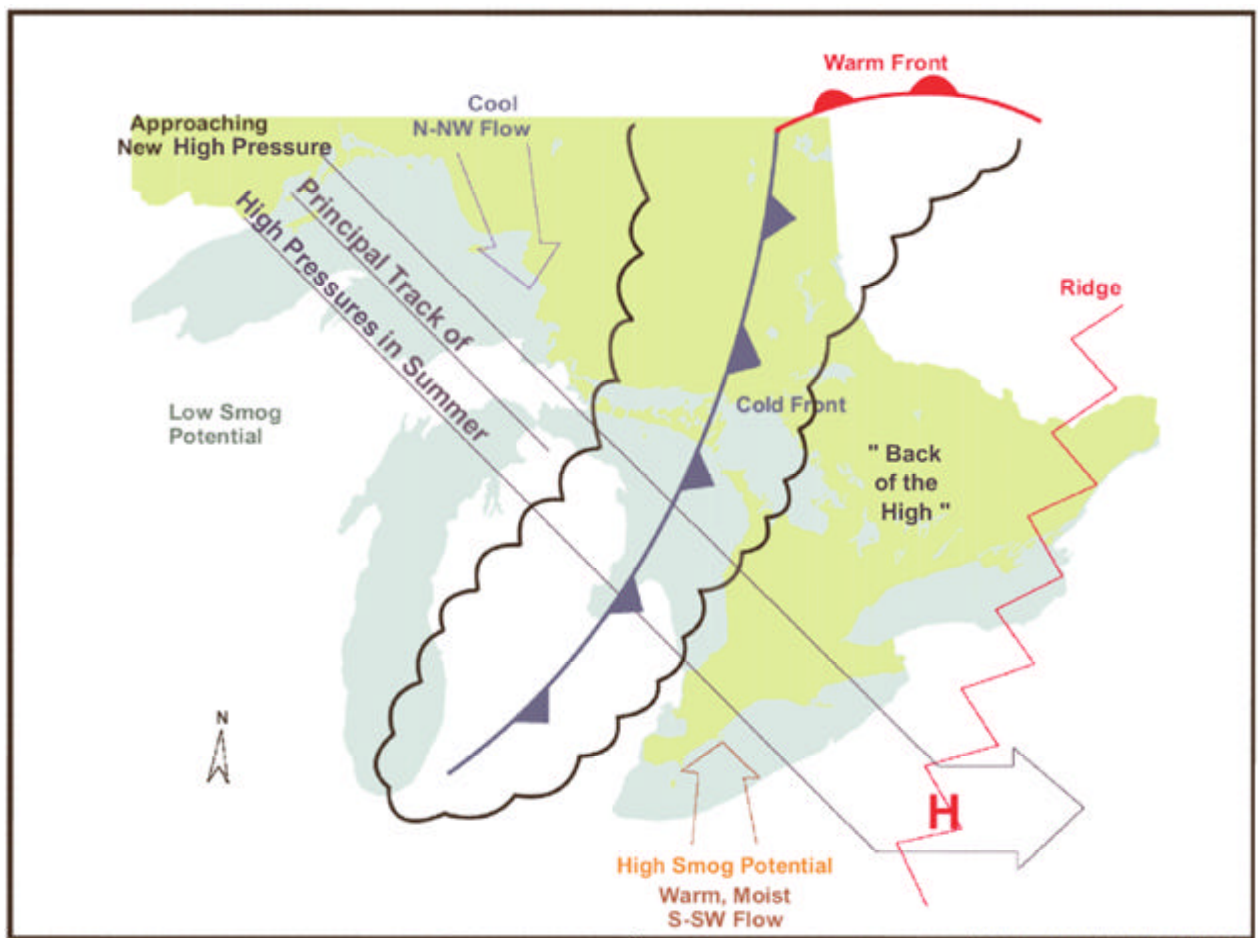 Warm Front
Cool
N-NW Flow
Approaching
New High Pressure
Principal Track of
High Pressures in Summer
Ridge
Low Smog
Potential
Cold Front
" Back
of the
High "
N
H
High Smog Potential
Warm, Moist
S-SW Flow